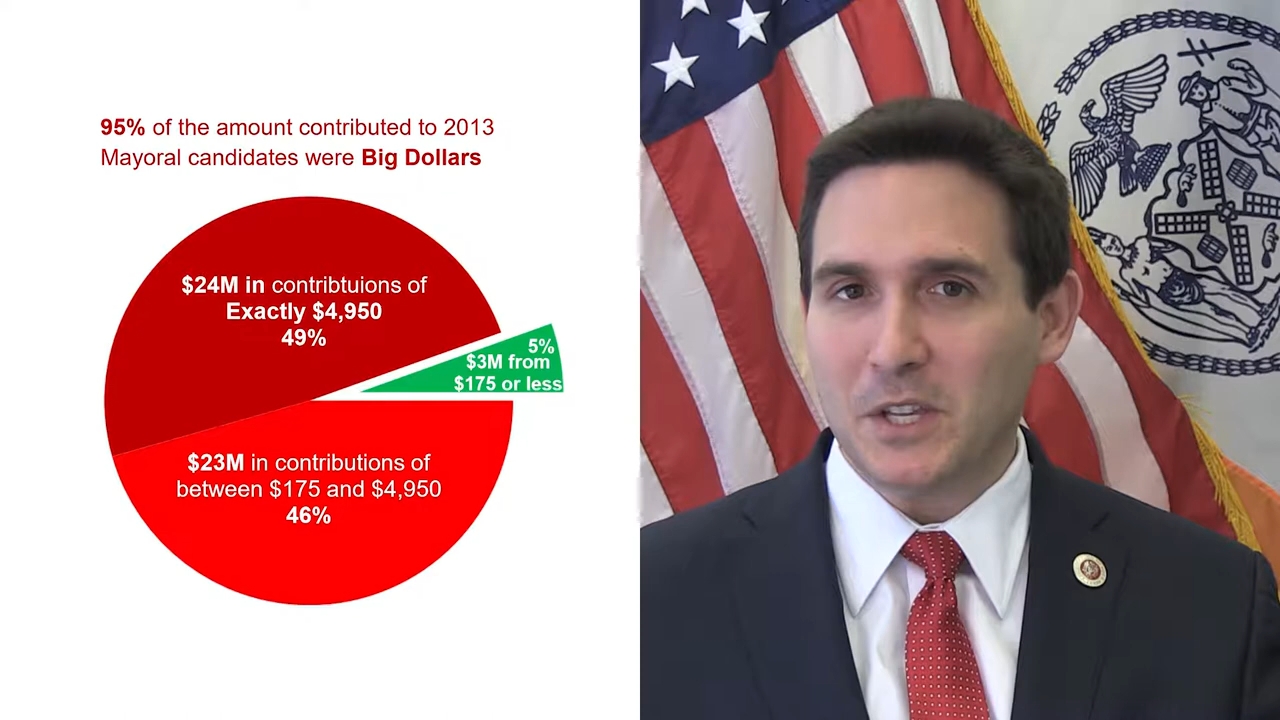 95% of the amount contributed to 2013
Mayoral candidates were Big Dollars
$24M in contribtuions of
Exactly $4,950
49%
5%
$3M from
$175 or less
$23M in contributions of
between $175 and $4,950
46%